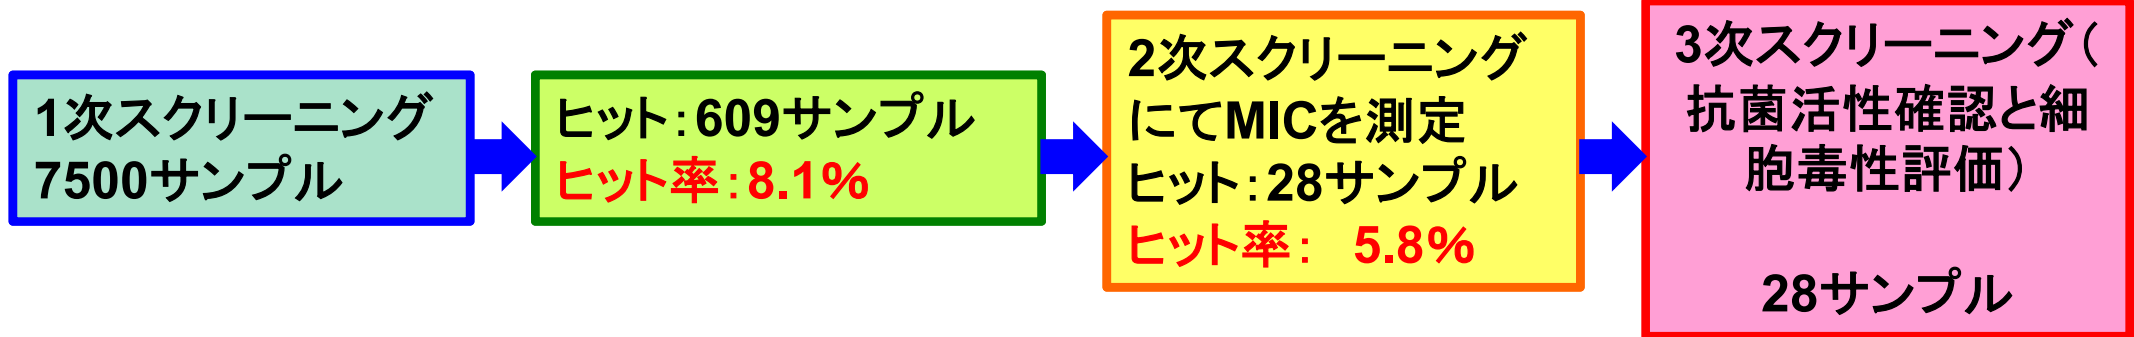 1次スクリーニング
7500サンプル
ヒット：609サンプル
ヒット率：8.1%
2次スクリーニング
にてMICを測定
ヒット：28サンプル
ヒット率：　5.8%
3次スクリーニング（
抗菌活性確認と細
胞毒性評価）
28サンプル